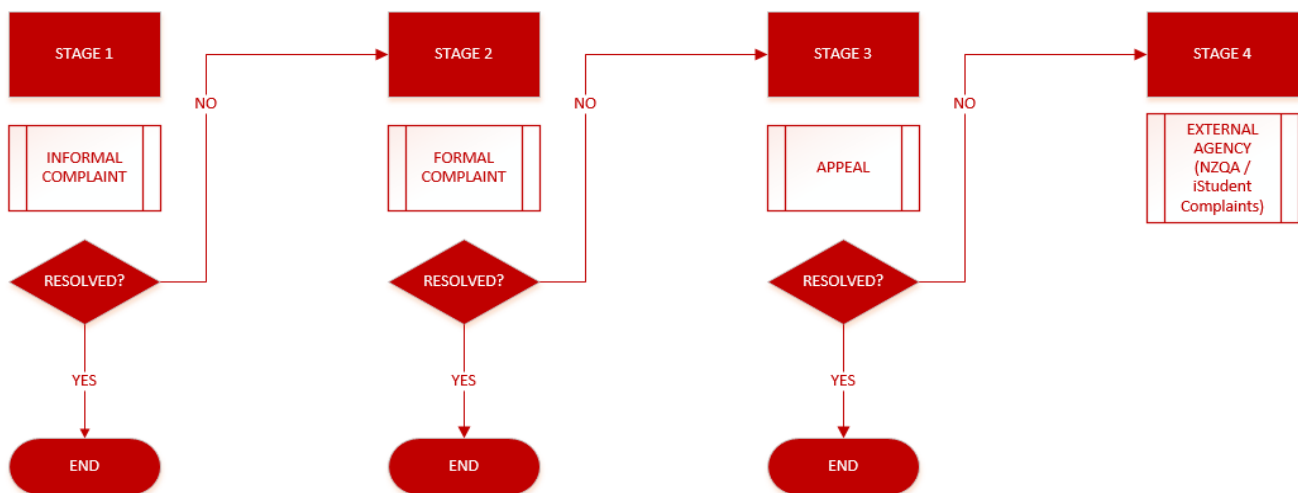 STAGE 1
INFORMAL
COMPLAINT
RESOLVED?
NO
YES
END
STAGE 2
FORMAL
COMPLAINT
RESOLVED?
NO
YES
END
STAGE 3
APPEAL
RESOLVED?
NO
YES
END
STAGE 4
EXTERNAL
AGENCY
(NZQA /
iStudent
Complaints)